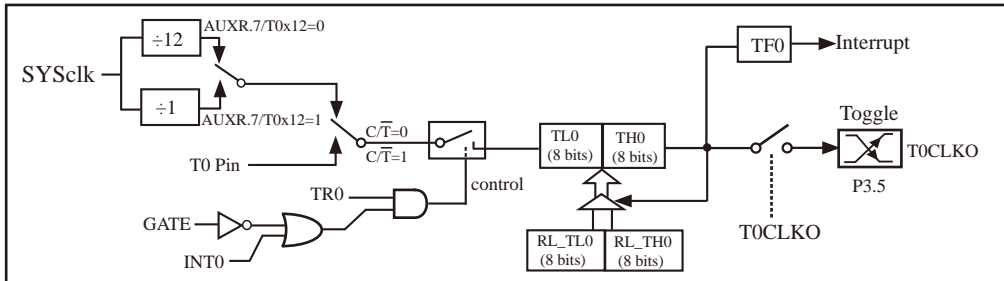 AUXR.7/T0x12=0
÷12
SYSclk
÷1
AUXR.7/T0x12=1
T0 Pin
C/T̅=0
C/T̅=1
control
TR0
GATE
INT0
TL0
(8 bits)
TH0
(8 bits)
RL_TL0
(8 bits)
RL_TH0
(8 bits)
TF0
Interrupt
Toggle
T0CLKO
P3.5
T0CLKO